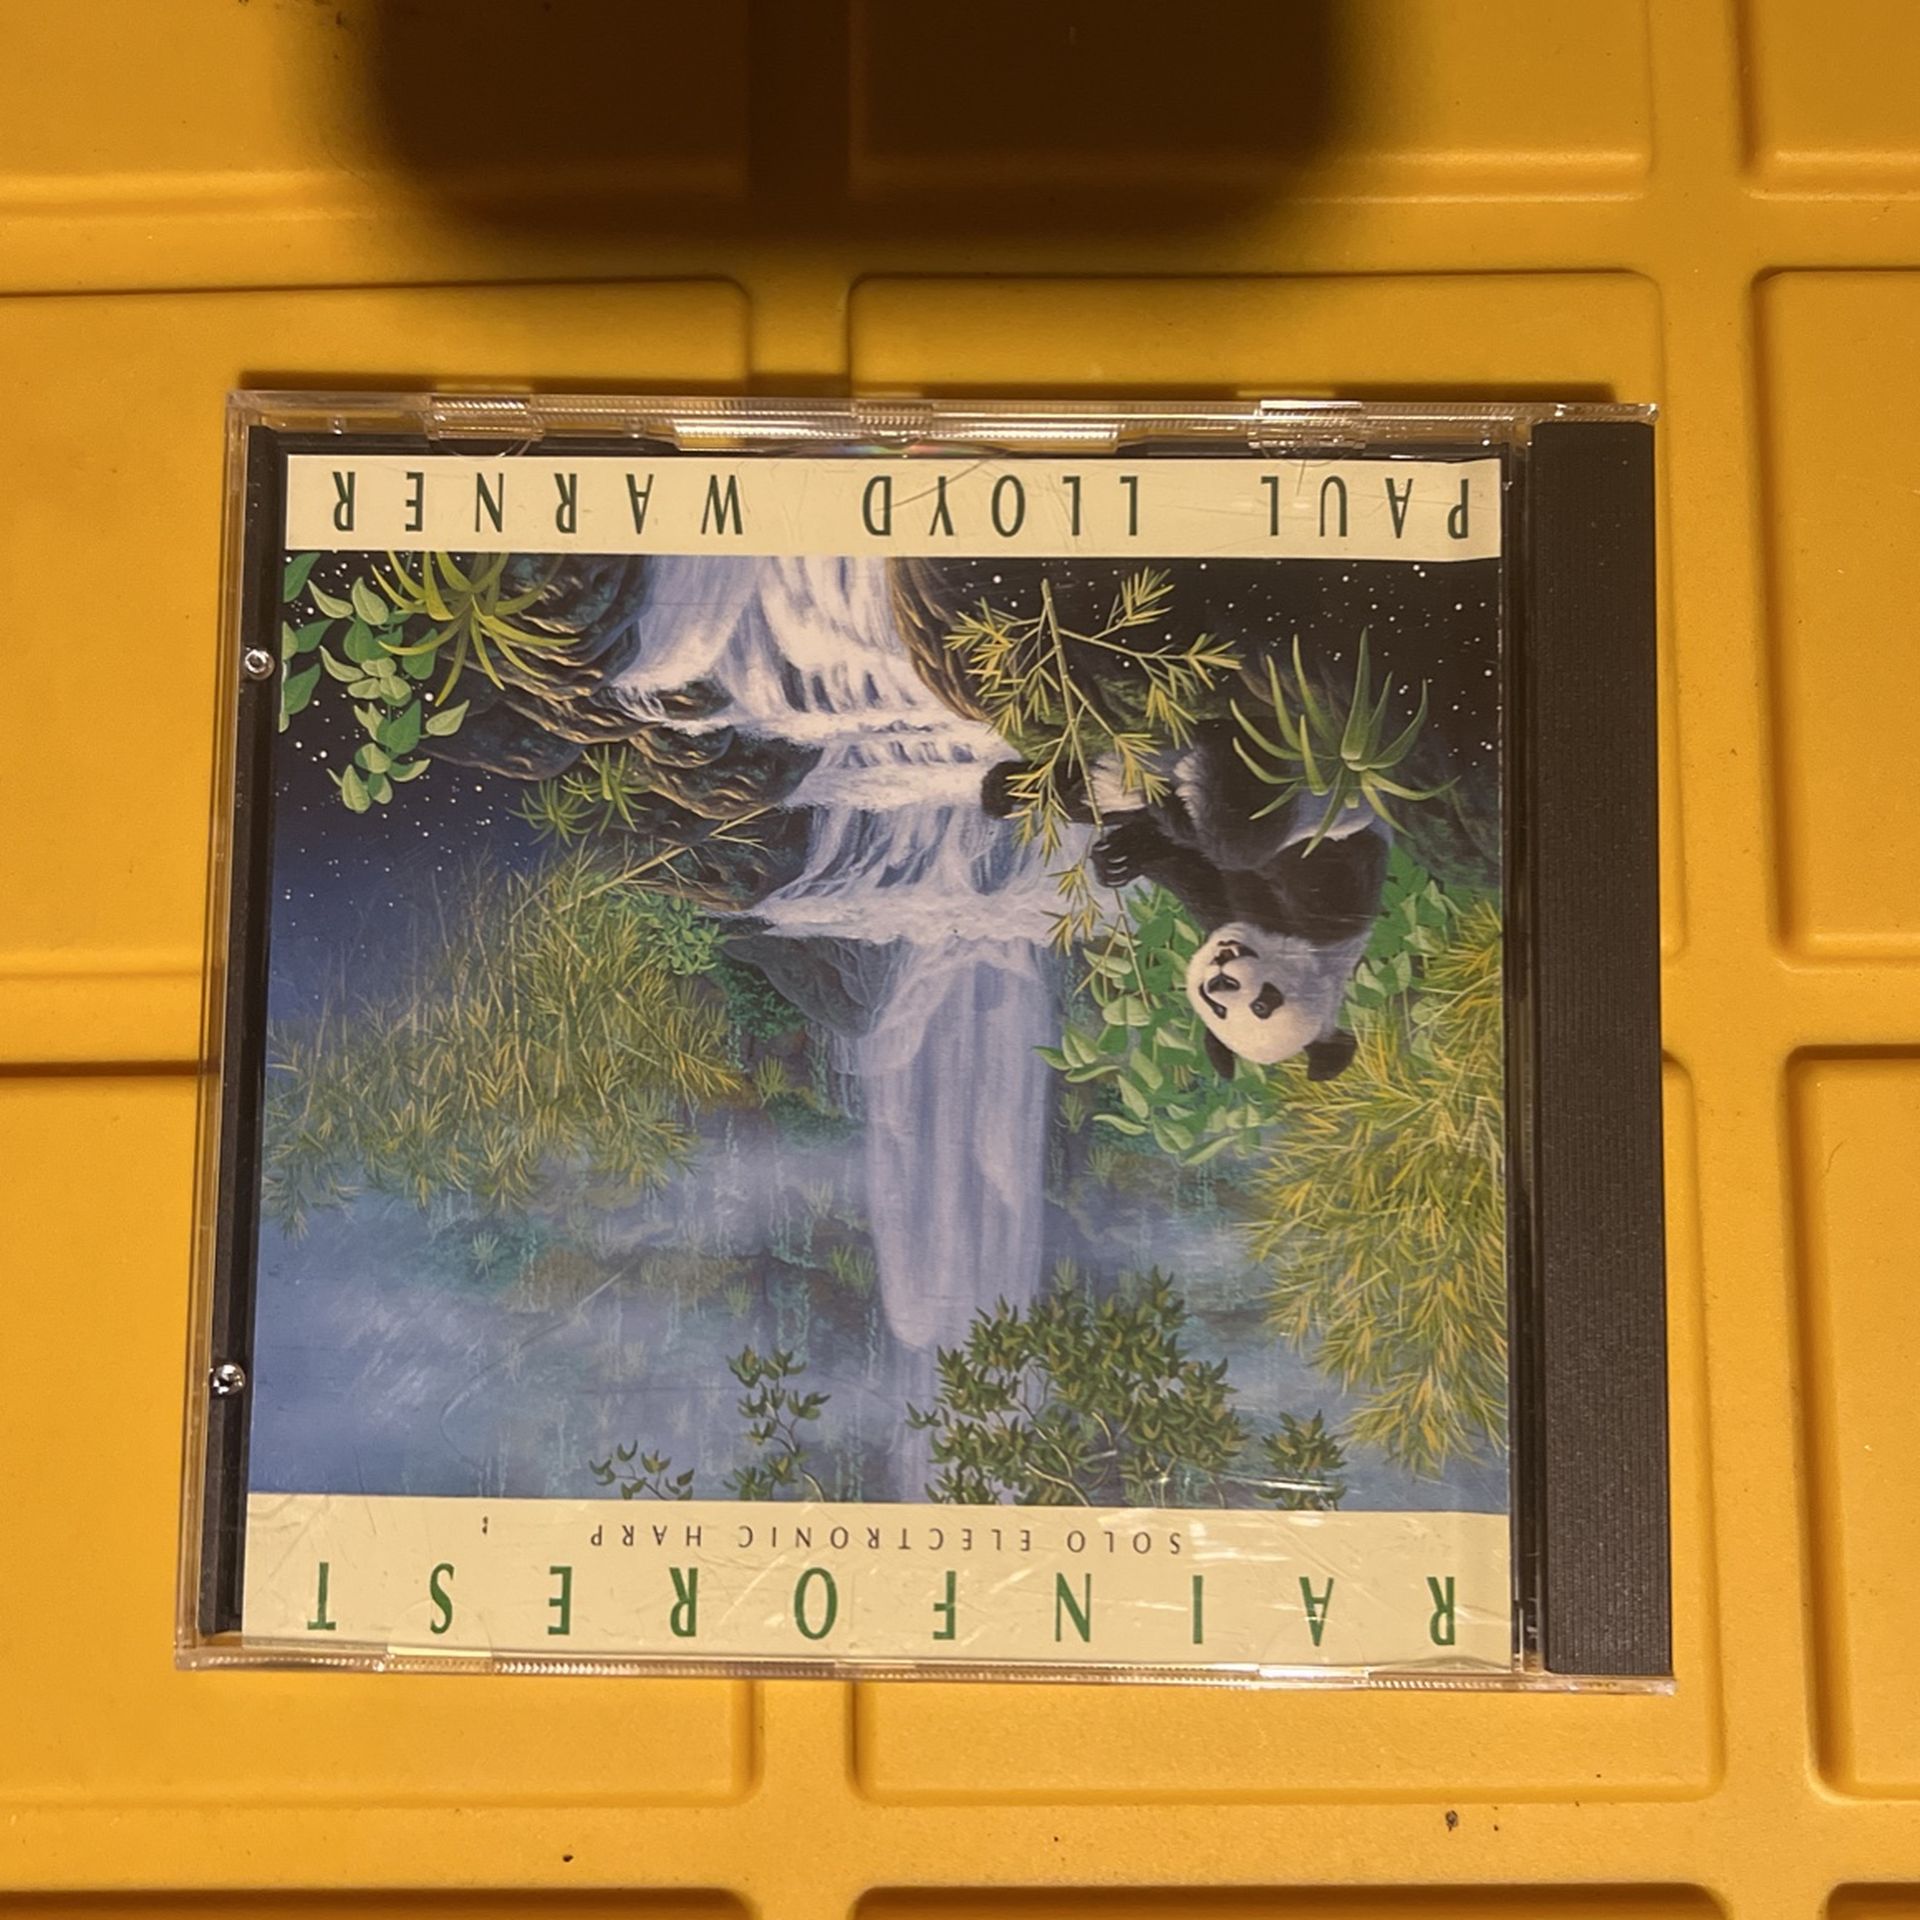 RAINFOREST
SOLO ELECTRONIC HARP
PAUL LLOYD WARNER